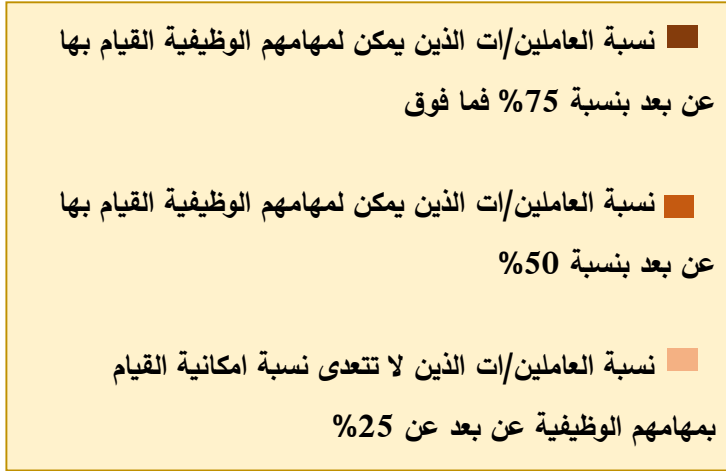 نسبة العاملين/ات الذين يمكن لمهامهم الوظيفية القيام بها
عن بعد بنسبة 75% فما فوق
نسبة العاملين/ات الذين يمكن لمهامهم الوظيفية القيام بها
عن بعد بنسبة 50%
نسبة العاملين/ات الذين لا تتعدى نسبة امكانية القيام
بمهامهم الوظيفية عن بعد عن 25%